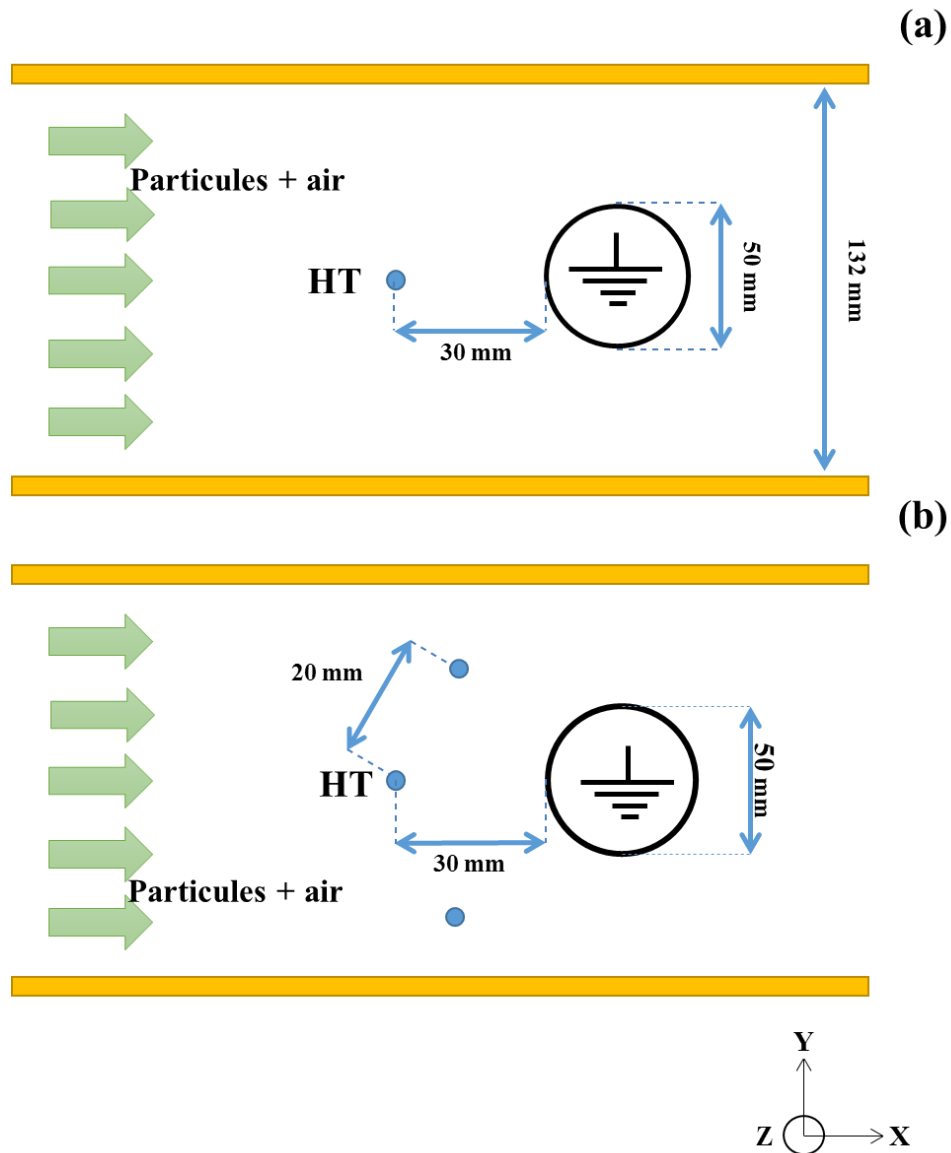 (a)
Particules + air
HT
30 mm
50 mm
132 mm
(b)
20 mm
HT
30 mm
50 mm
Particules + air
Y
Z
X